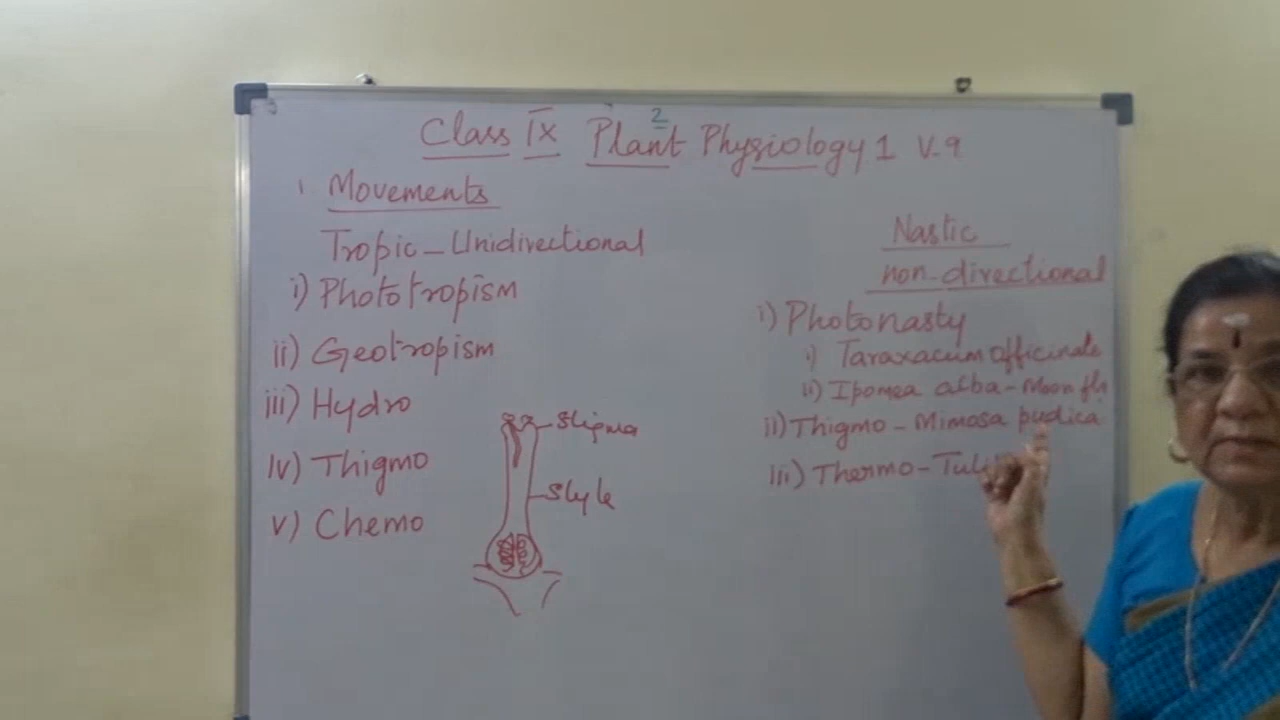 Class IX Plant Physiology 1 V-9
2
1 Movements
Tropic - Unidirectional
i) Phototropism
ii) Geotropism
iii) Hydro
iv) Thigmo
v) Chemo
Stigma
Style
Nastic
non-directional
i) Photonasty
i) Taraxacum officinale
ii) Ipomea alba - Moon fl
ii) Thigmo - Mimosa pudica
iii) Thermo -